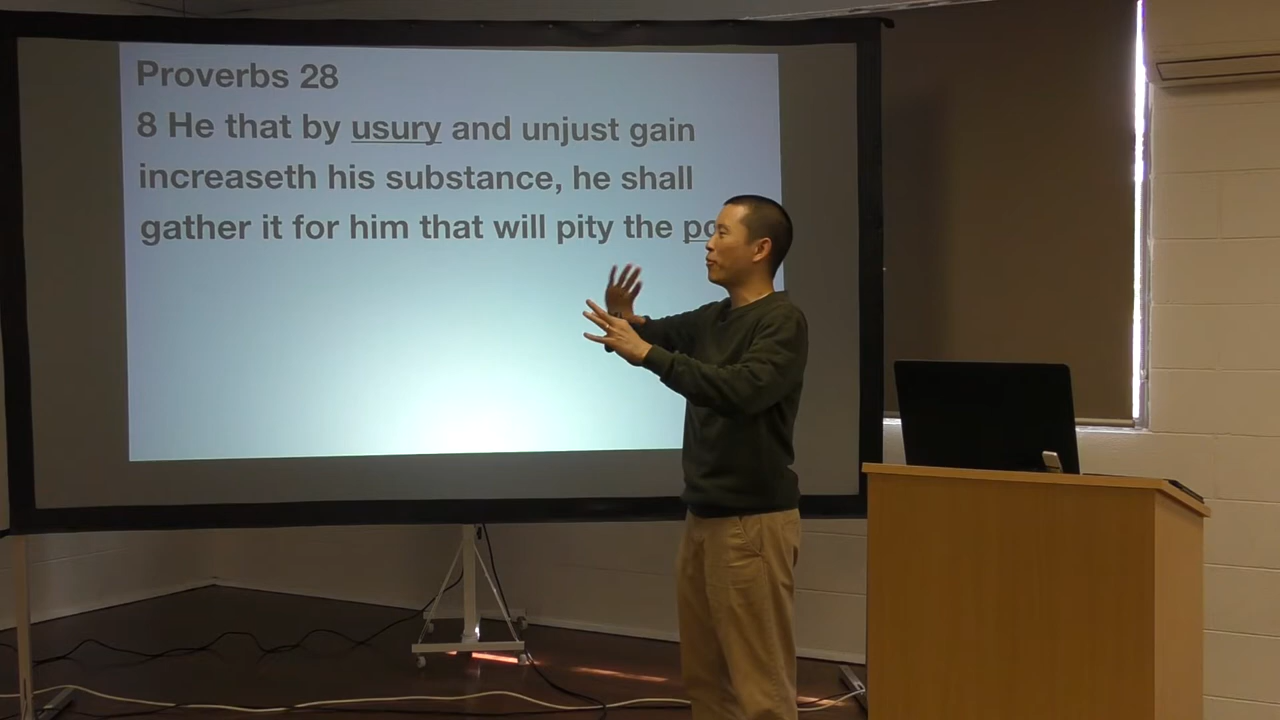 Proverbs 28
8 He that by usury and unjust gain
increaseth his substance, he shall
gather it for him that will pity the